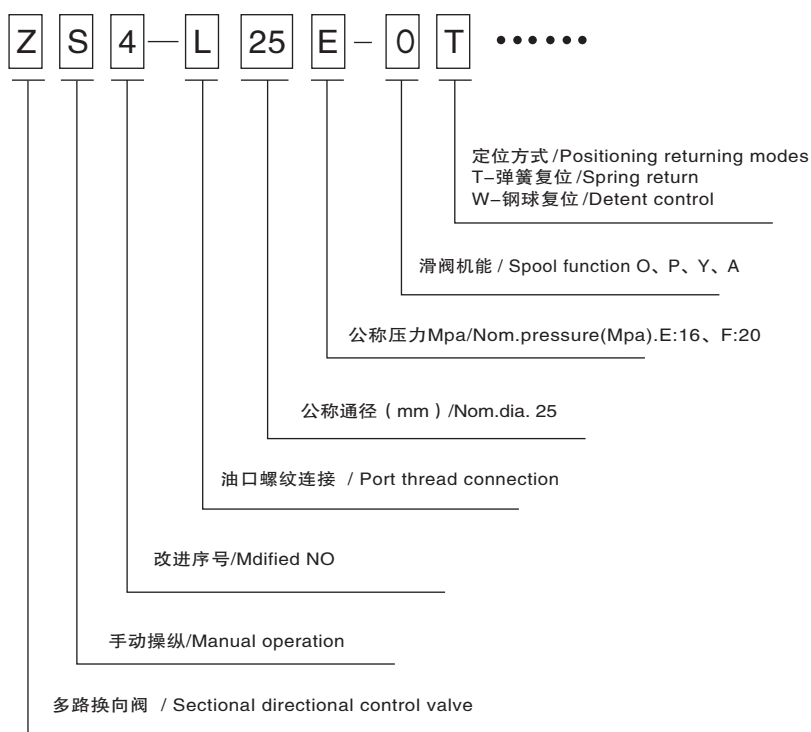 Z S 4 — L 25 E – 0 T ······
定位方式 /Positioning returning modes
T–弹簧复位 /Spring return
W–钢球复位 /Detent control
滑阀机能 / Spool function O、P、Y、A
公称压力Mpa/Nom.pressure(Mpa).E:16、F:20
公称通径（mm）/Nom.dia. 25
油口螺纹连接 / Port thread connection
改进序号/Mdified NO
手动操纵/Manual operation
多路换向阀 / Sectional directional control valve